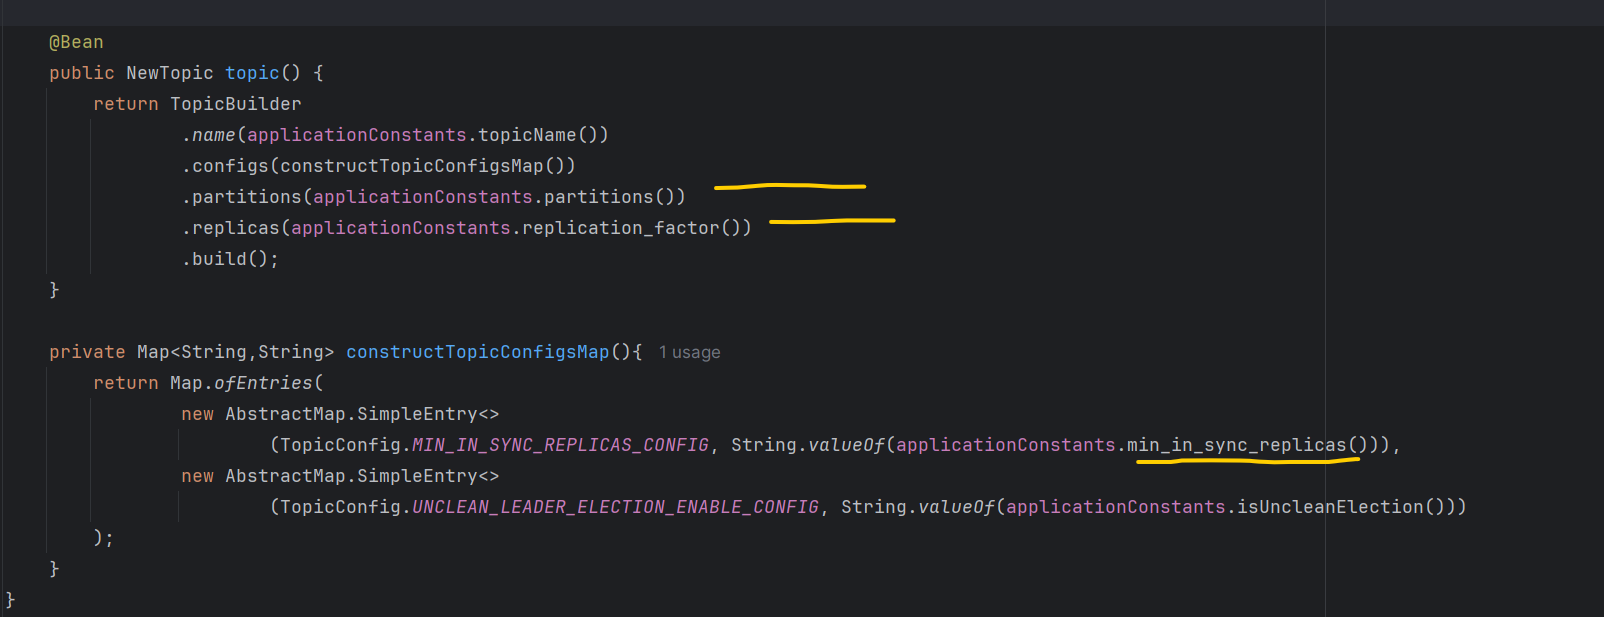 @Bean
public NewTopic topic() {
return TopicBuilder
.name(applicationConstants.topicName())
.configs(constructTopicConfigsMap())
.partitions(applicationConstants.partitions())
.replicas(applicationConstants.replication_factor())
.build();
}
private Map<String,String> constructTopicConfigsMap(){ 1 usage
return Map.ofEntries(
new AbstractMap.SimpleEntry<>
(TopicConfig.MIN_IN_SYNC_REPLICAS_CONFIG, String.valueOf(applicationConstants.min_in_sync_replicas())),
new AbstractMap.SimpleEntry<>
(TopicConfig.UNCLEAN_LEADER_ELECTION_ENABLE_CONFIG, String.valueOf(applicationConstants.isUncleanElection()))
);
}
}